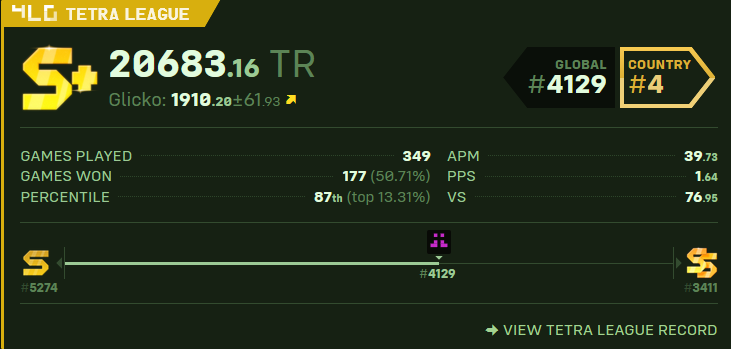 TETRA LEAGUE
S+ 20683.16 TR
Glicko: 1910.20±61.93
GLOBAL
#4129
COUNTRY
#4
GAMES PLAYED 349
GAMES WON 177 (50.71%)
PERCENTILE 87th (top 13.31%)
APM 39.73
PPS 1.64
VS 76.95
S
#5274
#4129
SS
#3411
VIEW TETRA LEAGUE RECORD